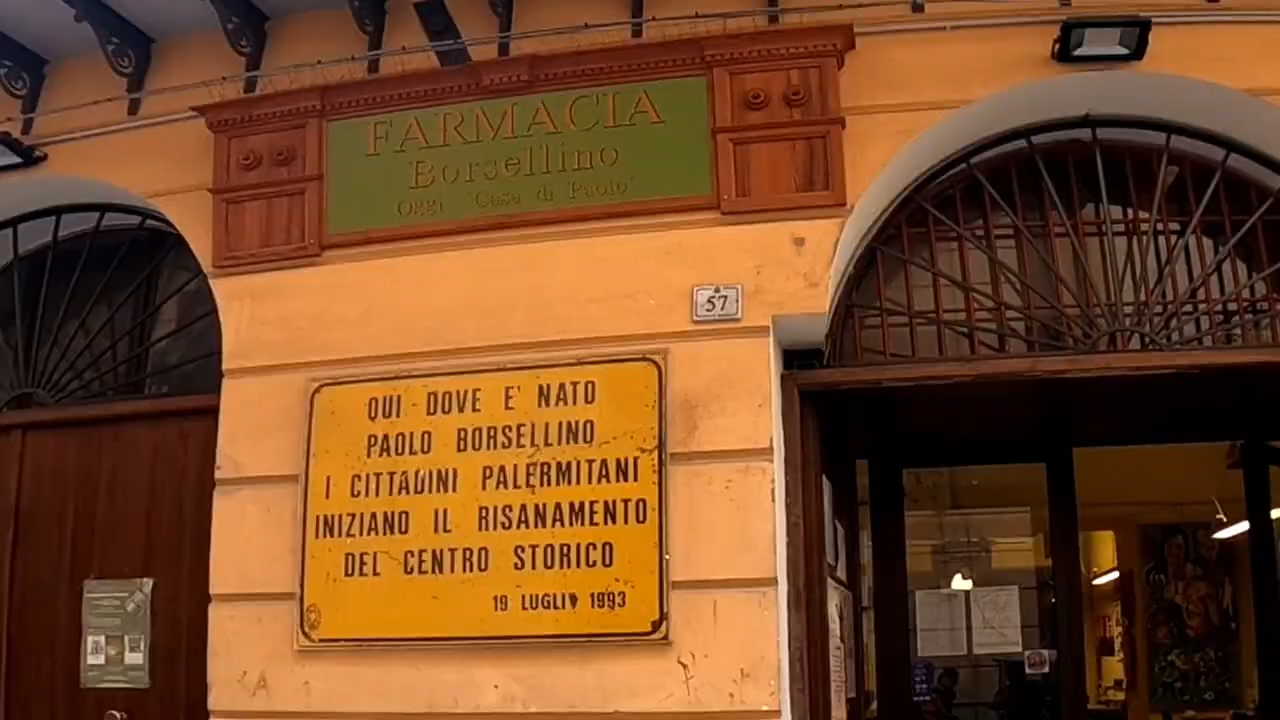 FARMACIA
Borsellino
Oggi "Casa di Paolo"
57
QUI DOVE E' NATO
PAOLO BORSELLINO
I CITTADINI PALERMITANI
INIZIANO IL RISANAMENTO
DEL CENTRO STORICO
19 LUGLIO 1993